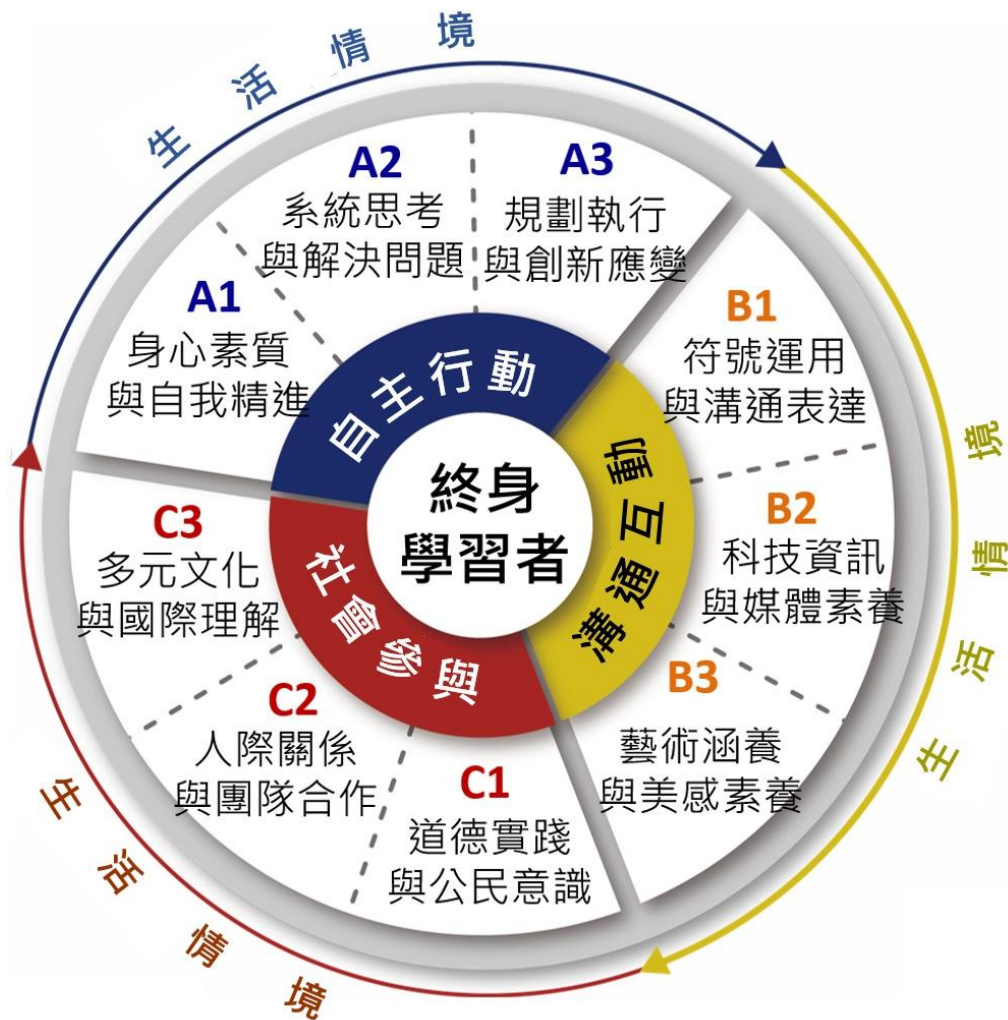 生活情境
A1
身心素質
與自我精進
A2
系統思考
與解決問題
A3
規劃執行
與創新應變
自主行動
生活情境
B1
符號運用
與溝通表達
B2
科技資訊
與媒體素養
B3
藝術涵養
與美感素養
溝通互動
生活情境
C1
道德實踐
與公民意識
C2
人際關係
與團隊合作
C3
多元文化
與國際理解
社會參與
終身
學習者